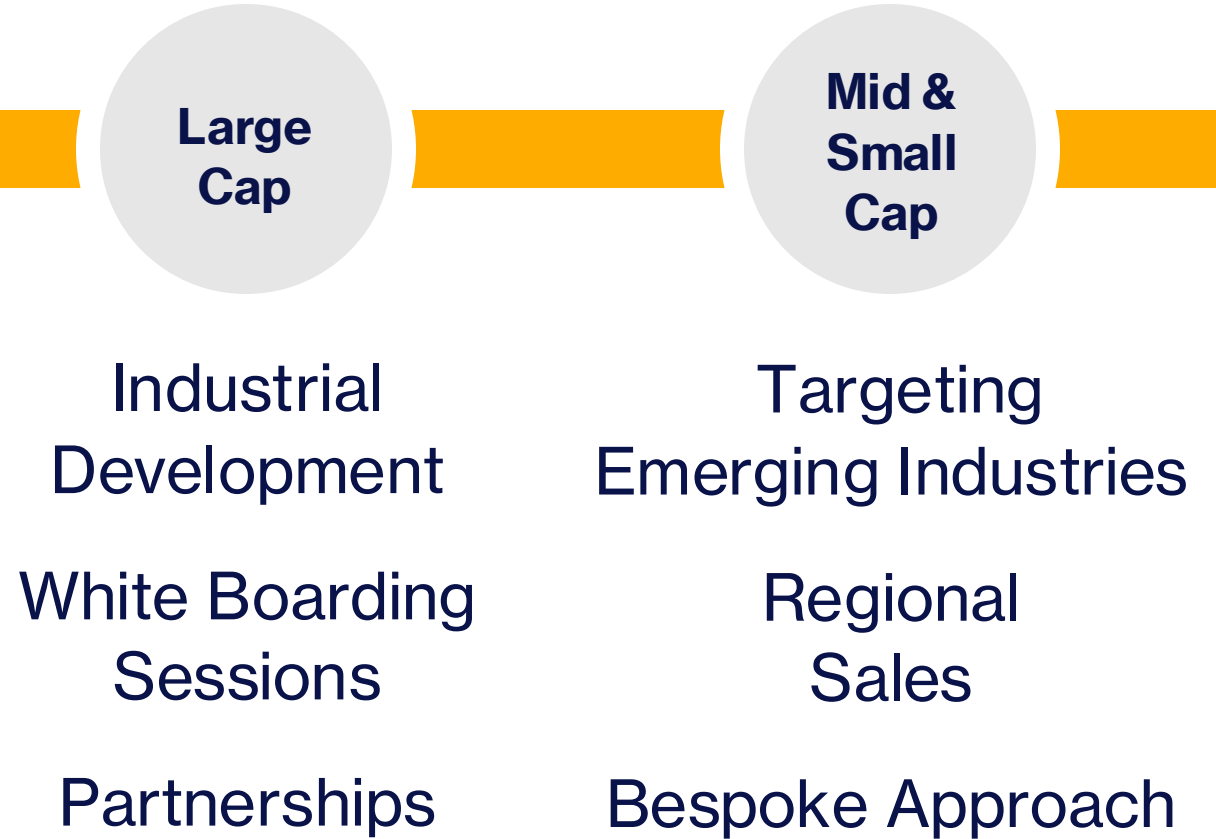 Large
Cap
Industrial
Development
White Boarding
Sessions
Partnerships
Mid &
Small
Cap
Targeting
Emerging Industries
Regional
Sales
Bespoke Approach